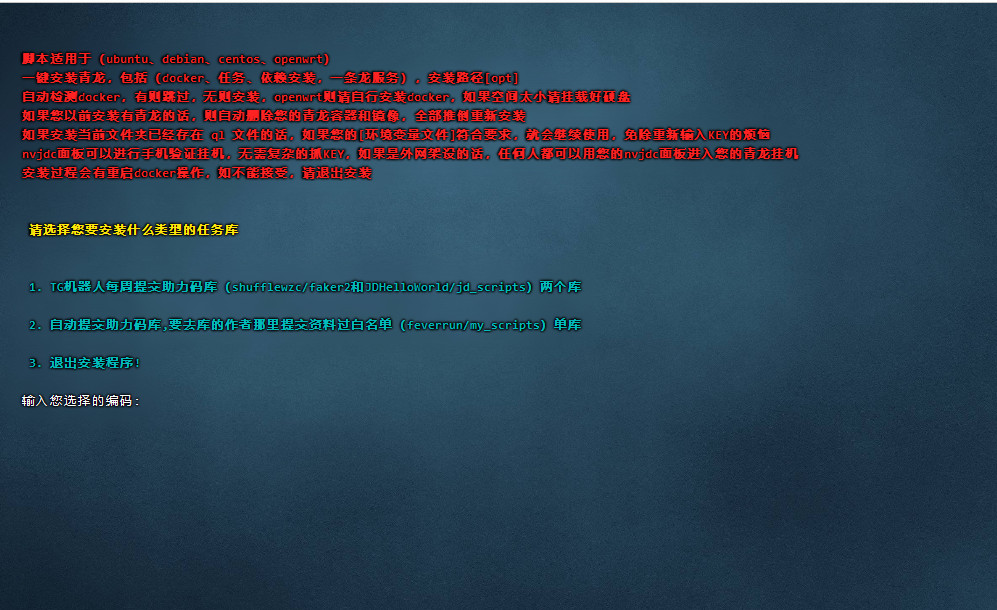 脚本适用于（ubuntu、debian、centos、openwrt）
一键安装青龙，包括（docker、任务、依赖安装，一条龙服务），安装路径[opt]
自动检测docker，有则跳过，无则安装，openwrt则请自行安装docker，如果空间太小请挂载好硬盘
如果您以前安装有青龙的话，则自动删除您的青龙容器和镜像，全部推倒重新安装
如果安装当前文件夹已经存在 ql 文件的话，如果您的[环境变量文件]符合要求，就会继续使用，免除重新输入KEY的烦恼
nvjdc面板可以进行手机验证挂机，无需复杂的抓KEY，如果是外网架设的话，任何人都可以用您的nvjdc面板进入您的青龙挂机
安装过程会有重启docker操作，如不能接受，请退出安装
请选择您要安装什么类型的任务库
1. TG机器人每周提交助力码库（shufflewzc/faker2和JDHelloWorld/jd_scripts）两个库
2. 自动提交助力码库,要去库的作者那里提交资料过白名单（feverrun/my_scripts）单库
3. 退出安装程序!
输入您选择的编码: